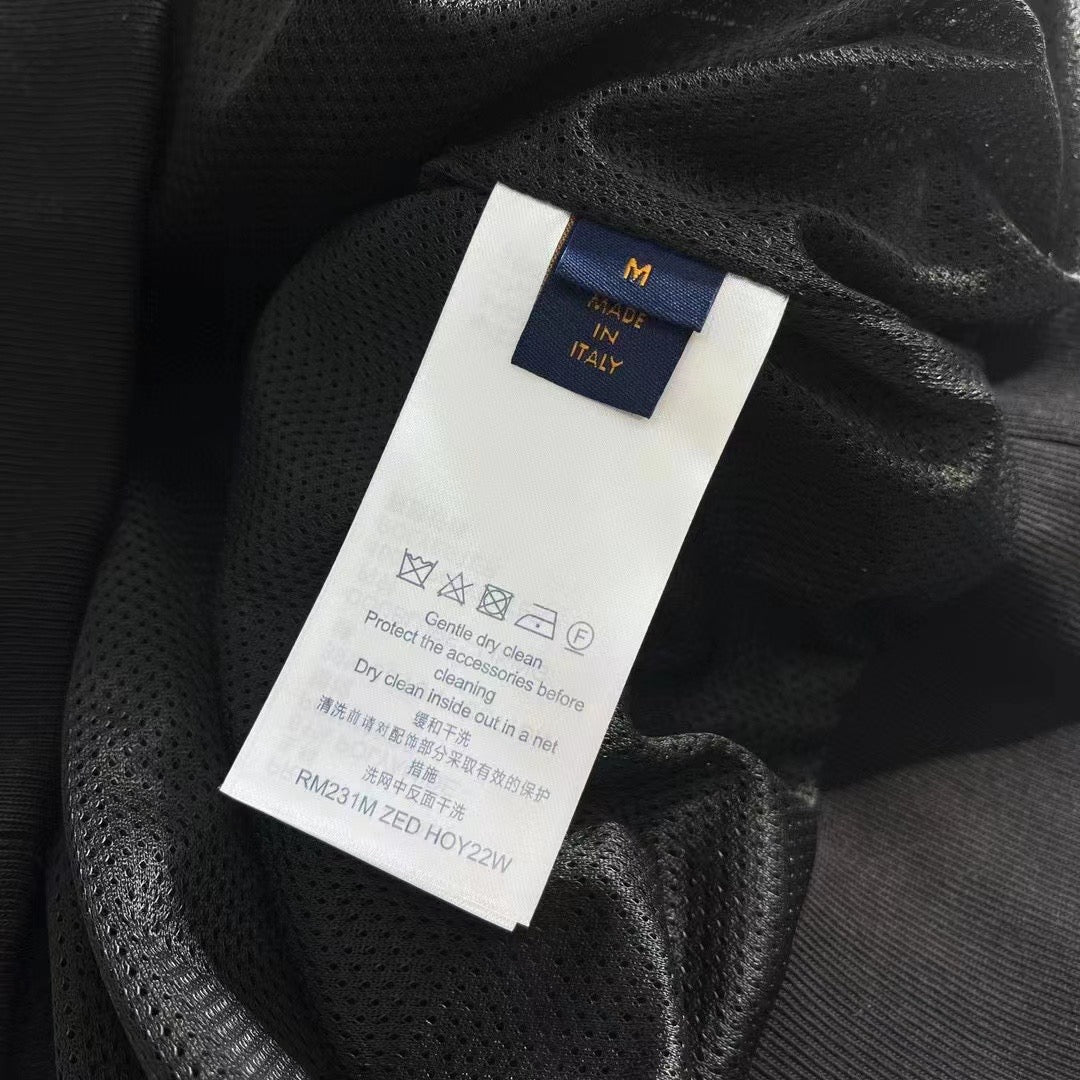 M
MADE
IN
ITALY
F
Gentle dry clean
Protect the accessories before
cleaning
Dry clean inside out in a net
缓和干洗
清洗前请对配饰部分采取有效的保护
措施
洗网中反面干洗
RM231M ZED HOY22W